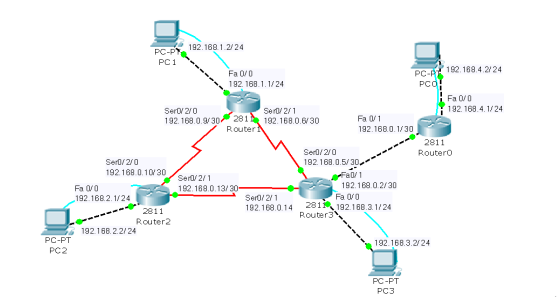 192.168.1.2/24
PC-PT
PC1
Fa 0/0
192.168.1.1/24
Ser0/2/0
192.168.0.9/30
Ser0/2/1
192.168.0.6/30
2811
Router1
PC-P
PC0
192.168.4.2/24
Fa 0/0
192.168.4.1/24
Fa 0/1
192.168.0.1/30
2811
Router0
Ser0/2/0
192.168.0.10/30
Fa 0/0
192.168.2.1/24
Ser0/2/1
192.168.0.13/30
2811
Router2
PC-PT
PC2
192.168.2.2/24
Ser0/2/0
192.168.0.5/30
Fa0/1
192.168.0.2/30
Fa 0/0
192.168.3.1/24
Ser0/2/1
192.168.0.14
2811
Router3
192.168.3.2/24
PC-PT
PC3